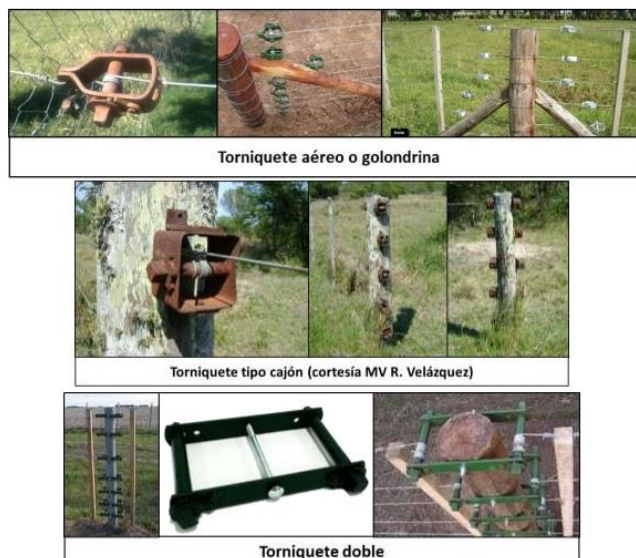 Torniquete aéreo o golondrina
Torniquete tipo cajón (cortesía MV R. Velázquez)
Torniquete doble